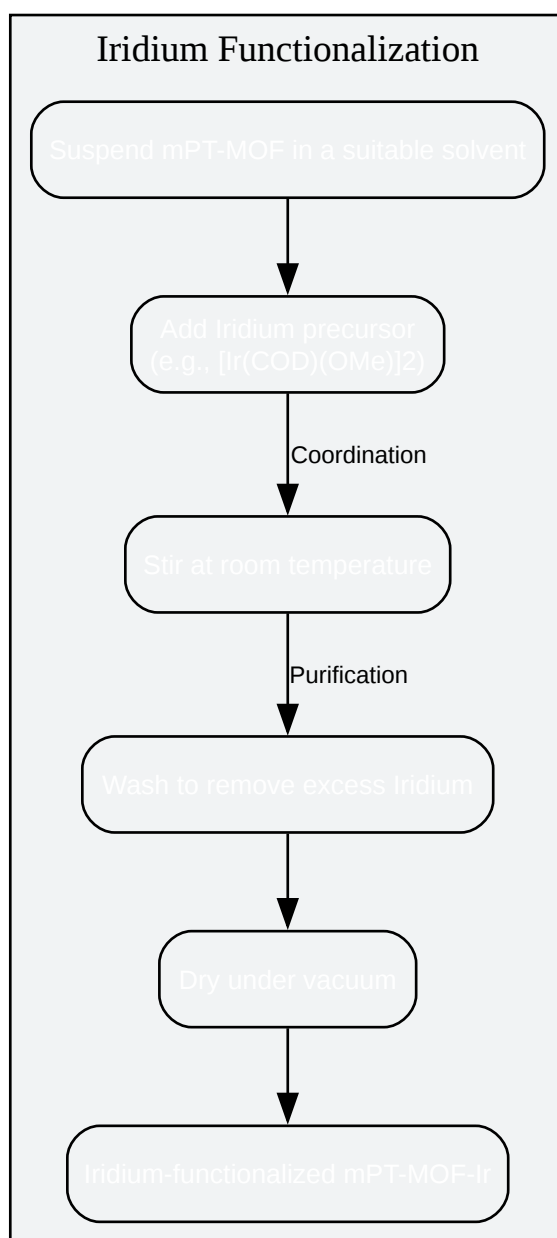 Iridium Functionalization
Suspend mPT-MOF in a suitable solvent
Add Iridium precursor
(e.g., [Ir(COD)(OMe)]2)
Coordination
Stir at room temperature
Purification
Wash to remove excess Iridium
Dry under vacuum
Iridium-functionalized mPT-MOF-Ir